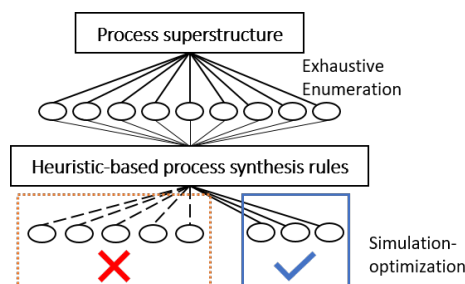 Process superstructure
Exhaustive
Enumeration
Heuristic-based process synthesis rules
Simulation-
optimization